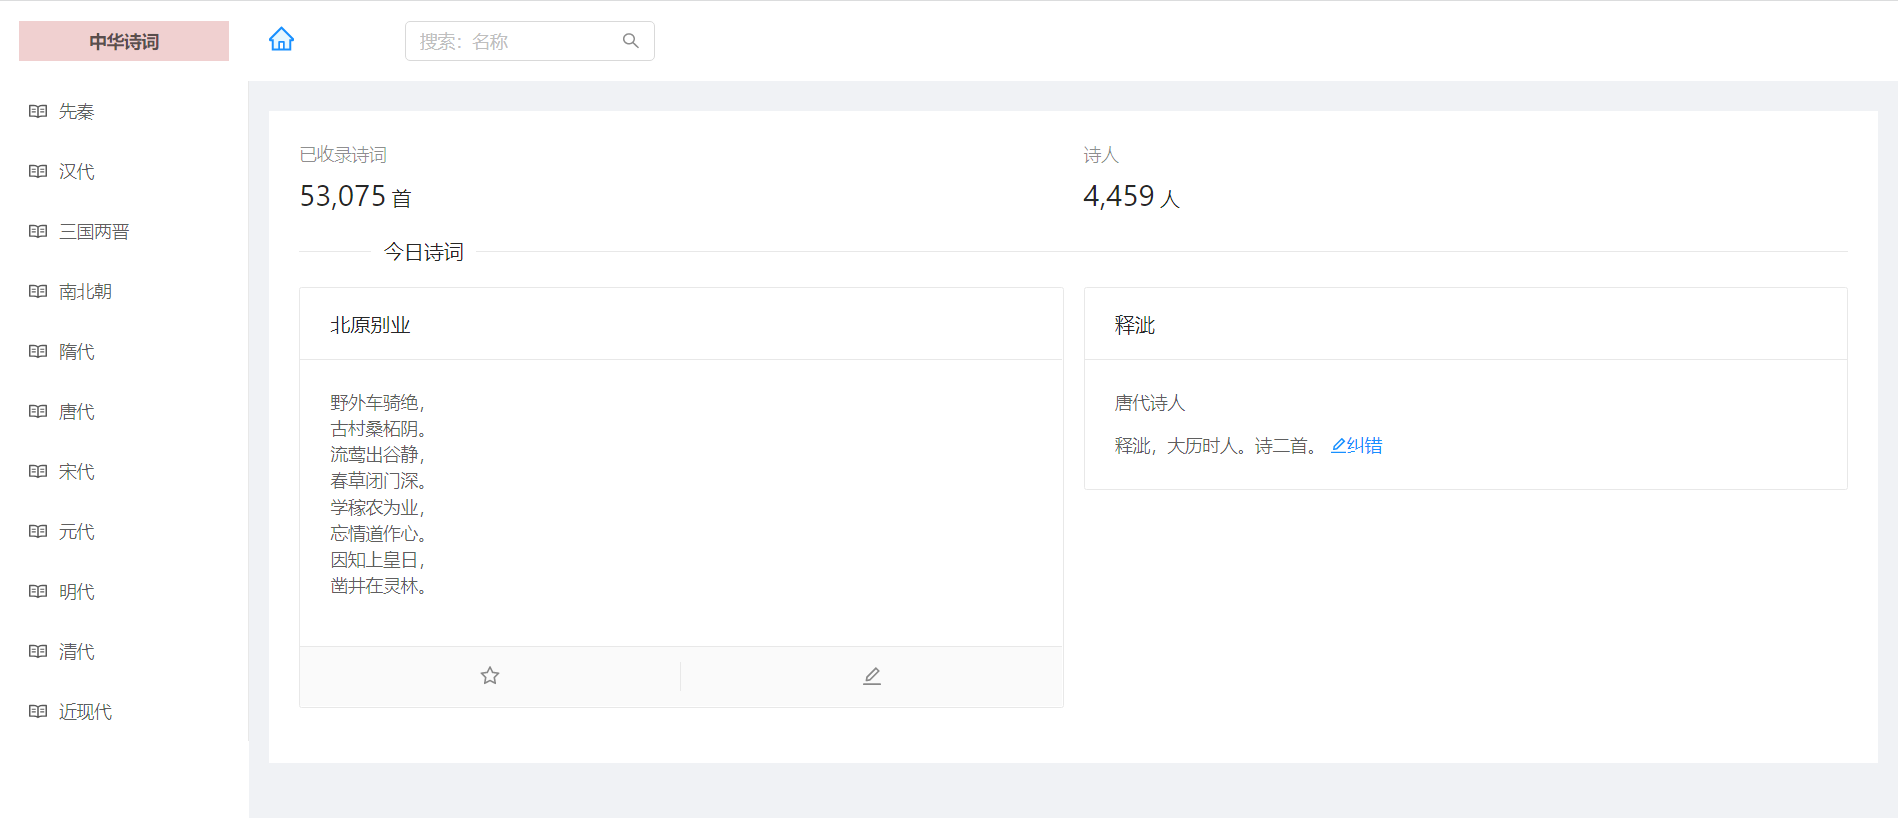 中华诗词
搜索：名称
先秦
汉代
三国两晋
南北朝
隋代
唐代
宋代
元代
明代
清代
近现代
已收录诗词
53,075 首
诗人
4,459 人
今日诗词
北原别业
野外车骑绝，
古村桑柘阴。
流莺出谷静，
春草闭门深。
学稼农为业，
忘情道作心。
因知上皇日，
凿井在灵林。
释泚
唐代诗人
释泚，大历时人。诗二首。 纠错